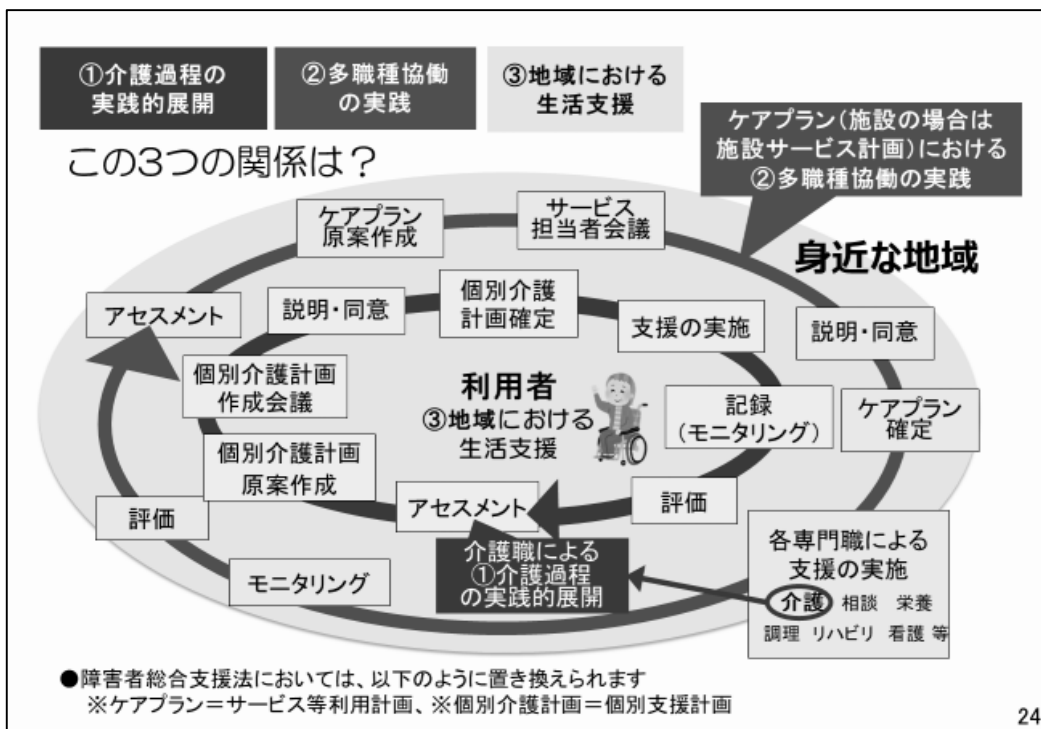 ①介護過程の
実践的展開
②多職種協働
の実践
③地域における
生活支援
この3つの関係は？
ケアプラン(施設の場合は
施設サービス計画)における
②多職種協働の実践
身近な地域
ケアプラン
原案作成
サービス
担当者会議
アセスメント
説明・同意
個別介護
計画確定
支援の実施
説明・同意
個別介護計画
作成会議
利用者
③地域における
生活支援
記録
(モニタリング)
ケアプラン
確定
個別介護計画
原案作成
アセスメント
評価
評価
モニタリング
介護職による
①介護過程
の実践的展開
各専門職による
支援の実施
介護 相談 栄養
調理 リハビリ 看護 等
●障害者総合支援法においては、以下のように置き換えられます
※ケアプラン＝サービス等利用計画、※個別介護計画＝個別支援計画
24